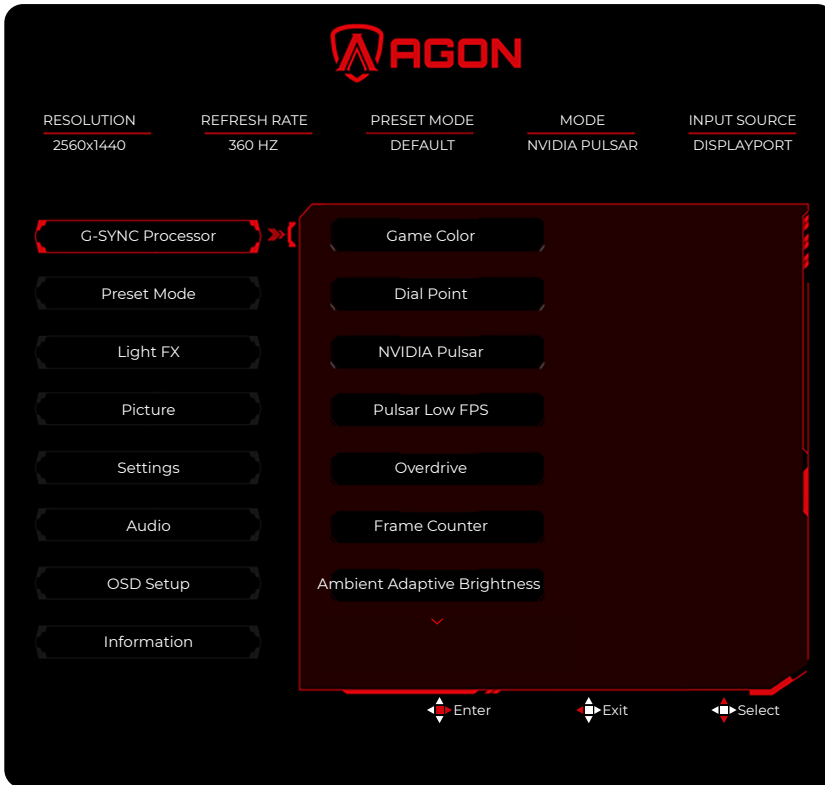 AGON
RESOLUTION REFRESH RATE PRESET MODE MODE INPUT SOURCE
2560x1440 360 HZ DEFAULT NVIDIA PULSAR DISPLAYPORT
G-SYNC Processor Game Color
Preset Mode Dial Point
Light FX NVIDIA Pulsar
Picture Pulsar Low FPS
Settings Overdrive
Audio Frame Counter
OSD Setup Ambient Adaptive Brightness
Information
Enter Exit Select